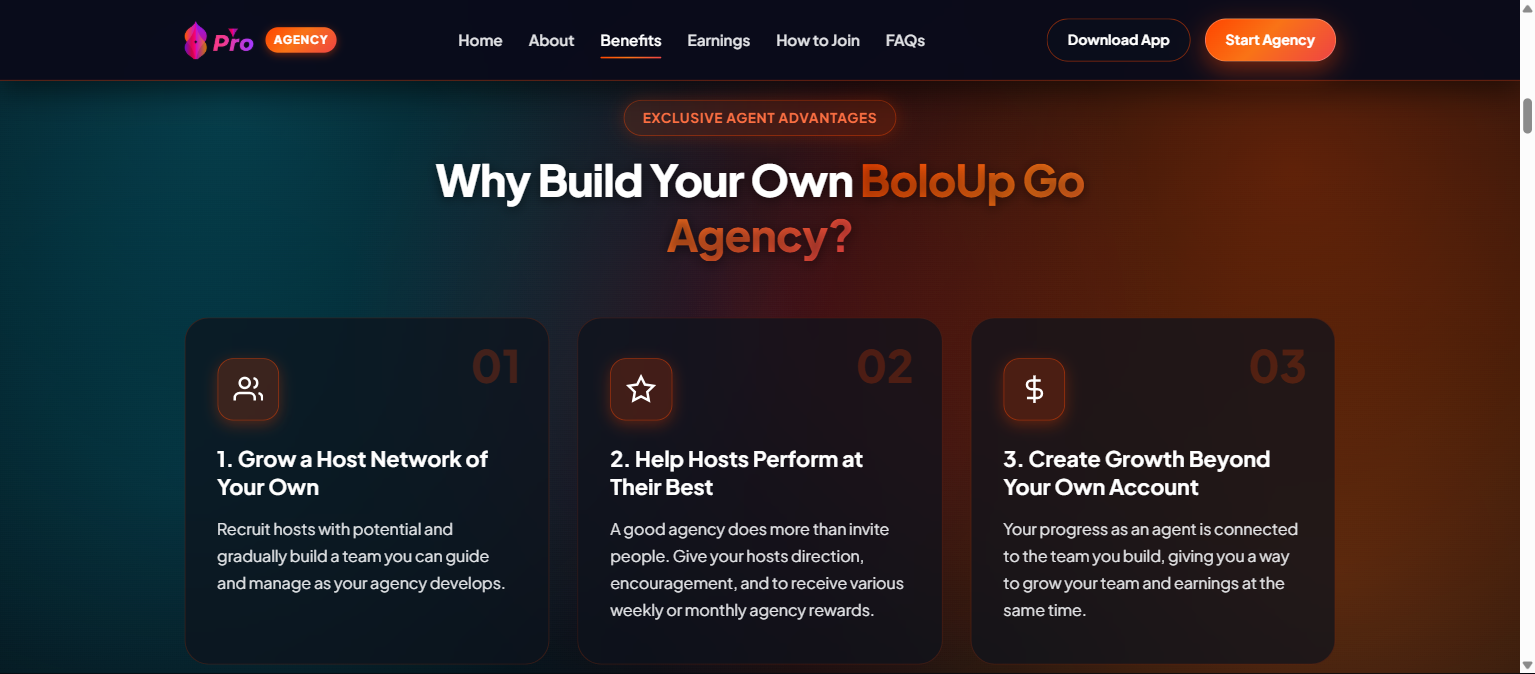 Pro
AGENCY
Home
About
Benefits
Earnings
How to Join
FAQs
Download App
Start Agency
EXCLUSIVE AGENT ADVANTAGES
Why Build Your Own BoloUp Go
Agency?
01
1. Grow a Host Network of
Your Own
Recruit hosts with potential and
gradually build a team you can guide
and manage as your agency develops.
02
2. Help Hosts Perform at
Their Best
A good agency does more than invite
people. Give your hosts direction,
encouragement, and to receive various
weekly or monthly agency rewards.
03
$
3. Create Growth Beyond
Your Own Account
Your progress as an agent is connected
to the team you build, giving you a way
to grow your team and earnings at the
same time.